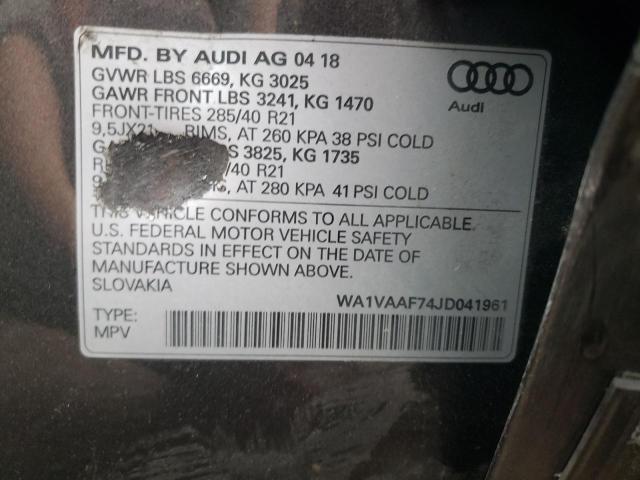 MFD. BY AUDI AG 04 18
GVWR LBS 6669, KG 3025
GAWR FRONT LBS 3241, KG 1470
FRONT-TIRES 285/40 R21
9,5JX21 RIMS, AT 260 KPA 38 PSI COLD
3825, KG 1735
/40 R21
AT 280 KPA 41 PSI COLD
THIS VEHICLE CONFORMS TO ALL APPLICABLE.
U.S. FEDERAL MOTOR VEHICLE SAFETY
STANDARDS IN EFFECT ON THE DATE OF
MANUFACTURE SHOWN ABOVE.
SLOVAKIA
WA1VAAF74JD041961
TYPE:
MPV
Audi